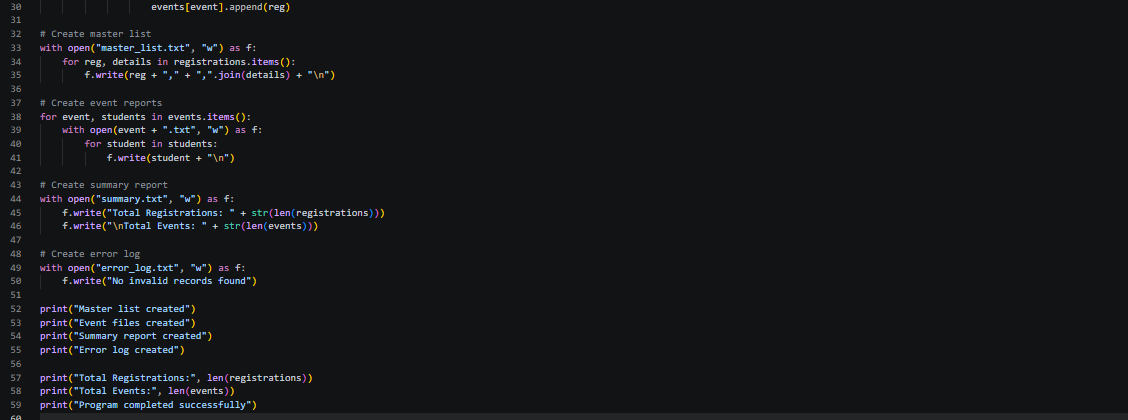 30 events[event].append(reg)
31
32 # Create master list
33 with open("master_list.txt", "w") as f:
34     for reg, details in registrations.items():
35         f.write(reg + "," + ",".join(details) + "\n")
36
37 # Create event reports
38 for event, students in events.items():
39     with open(event + ".txt", "w") as f:
40         for student in students:
41             f.write(student + "\n")
42
43 # Create summary report
44 with open("summary.txt", "w") as f:
45     f.write("Total Registrations: " + str(len(registrations)))
46     f.write("\nTotal Events: " + str(len(events)))
47
48 # Create error log
49 with open("error_log.txt", "w") as f:
50     f.write("No invalid records found")
51
52 print("Master list created")
53 print("Event files created")
54 print("Summary report created")
55 print("Error log created")
56
57 print("Total Registrations:", len(registrations))
58 print("Total Events:", len(events))
59 print("Program completed successfully")
60